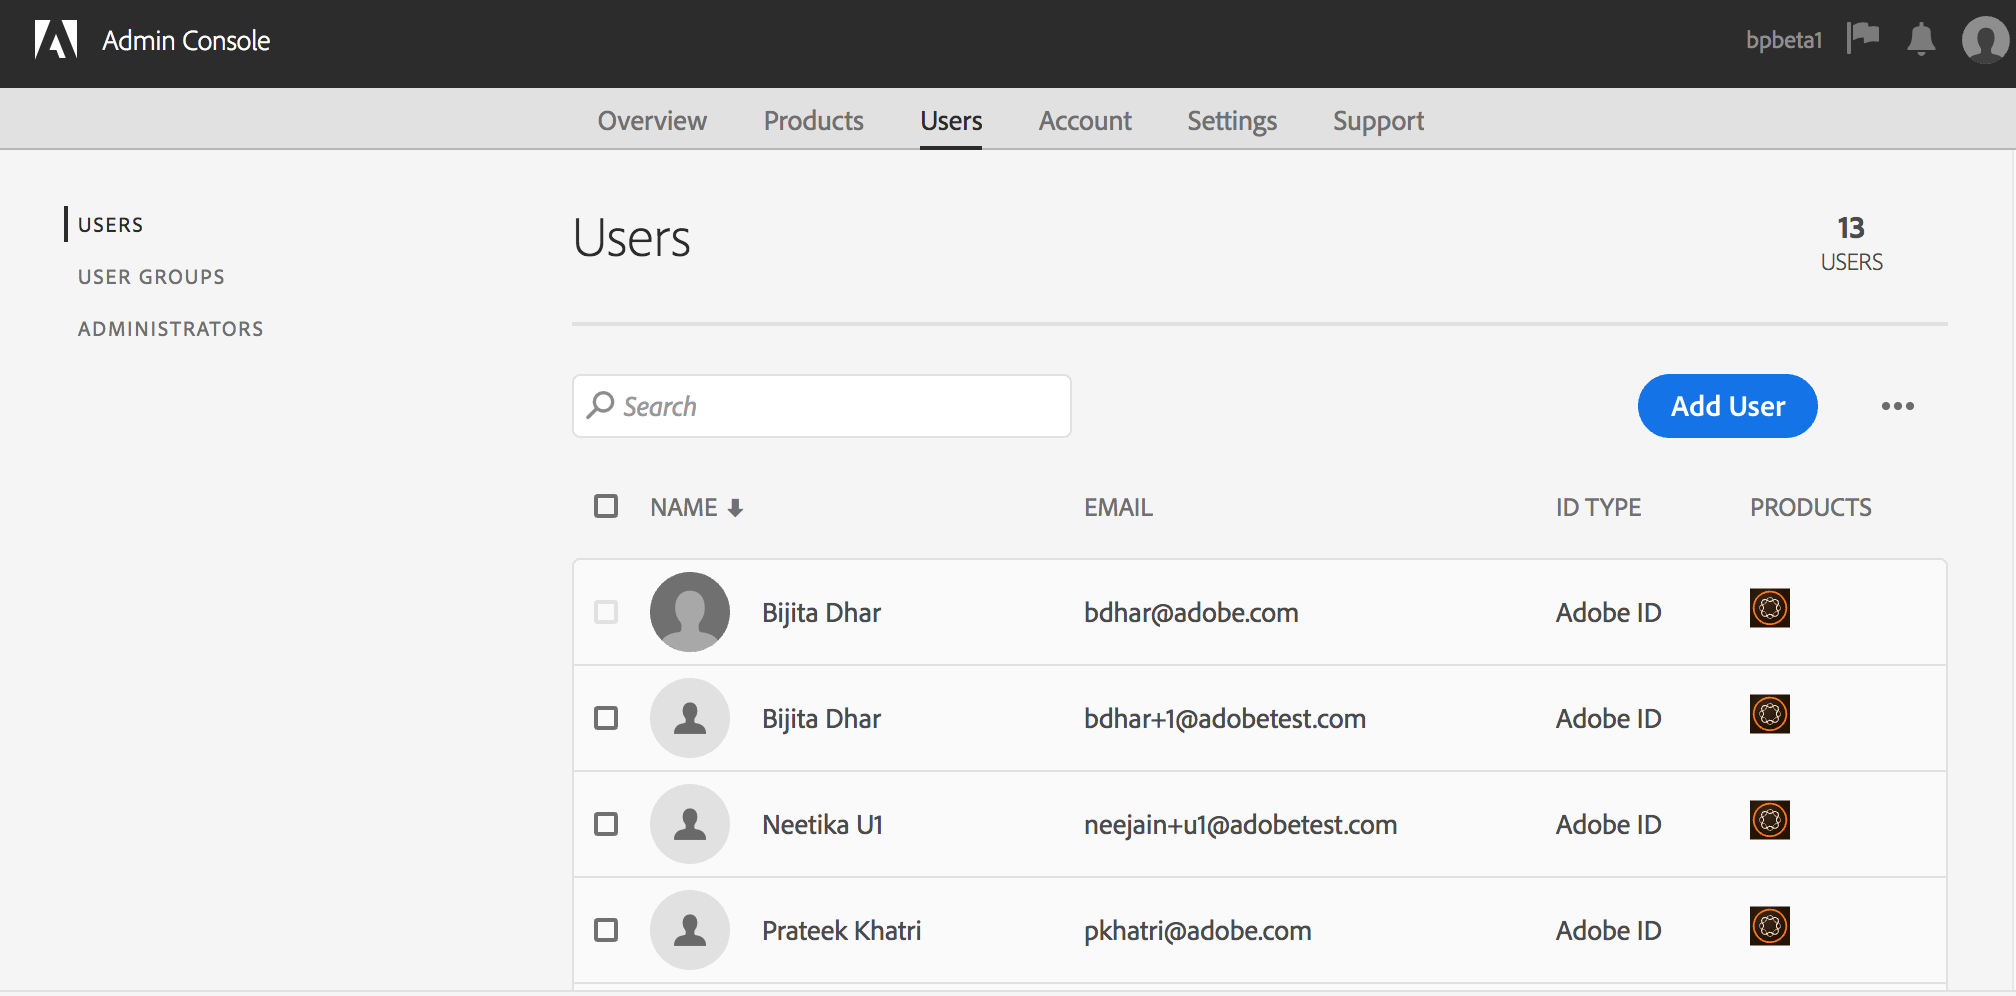 Admin Console
bpbeta1
Overview Products Users Account Settings Support
USERS
USER GROUPS
ADMINISTRATORS
Users
13
USERS
Search
Add User
NAME EMAIL ID TYPE PRODUCTS
Bijita Dhar bdhar@adobe.com Adobe ID
Bijita Dhar bdhar+1@adobetest.com Adobe ID
Neetika U1 neejain+u1@adobetest.com Adobe ID
Prateek Khatri pkhatri@adobe.com Adobe ID